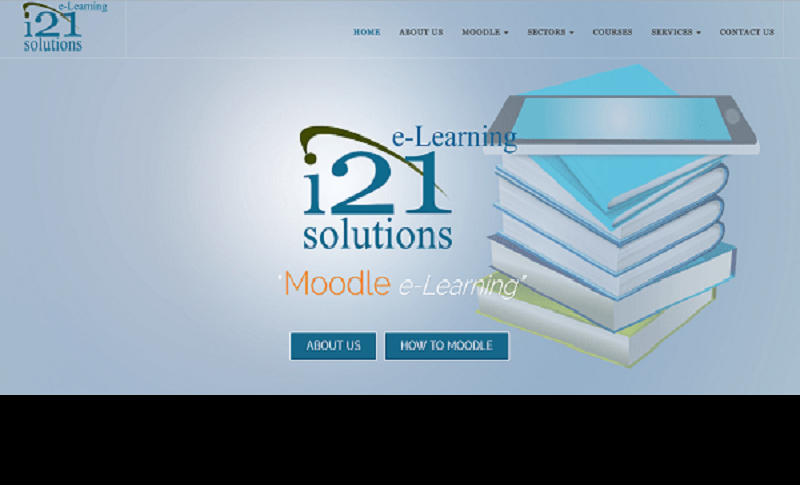 e-Learning
i21
solutions
HOME ABOUT US MOODLE SECTORS COURSES SERVICES CONTACT US
e-Learning
i21
solutions
"Moodle e-Learning"
ABOUT US HOW TO MOODLE